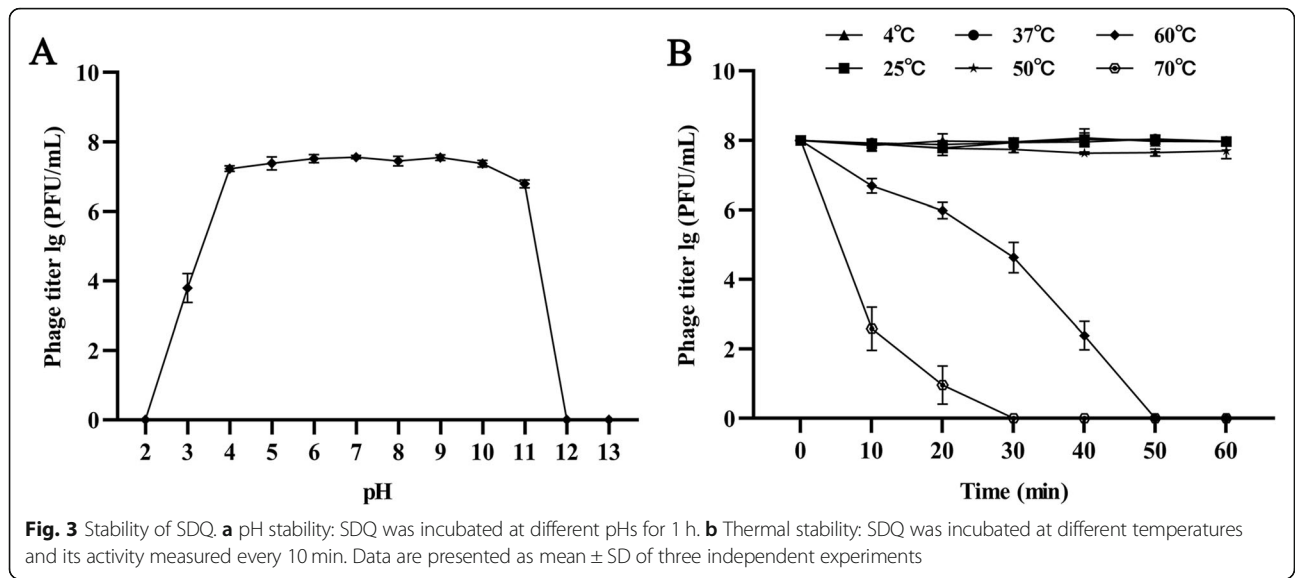 A
10
8
6
4
2
0
Phage titer lg (PFU/mL)
2 3 4 5 6 7 8 9 10 11 12 13
pH
B
4℃ 37℃ 60℃
25℃ 50℃ 70℃
10
8
6
4
2
0
Phage titer lg (PFU/mL)
0 10 20 30 40 50 60
Time (min)
Fig. 3 Stability of SDQ. a pH stability: SDQ was incubated at different pHs for 1 h. b Thermal stability: SDQ was incubated at different temperatures
and its activity measured every 10 min. Data are presented as mean ± SD of three independent experiments